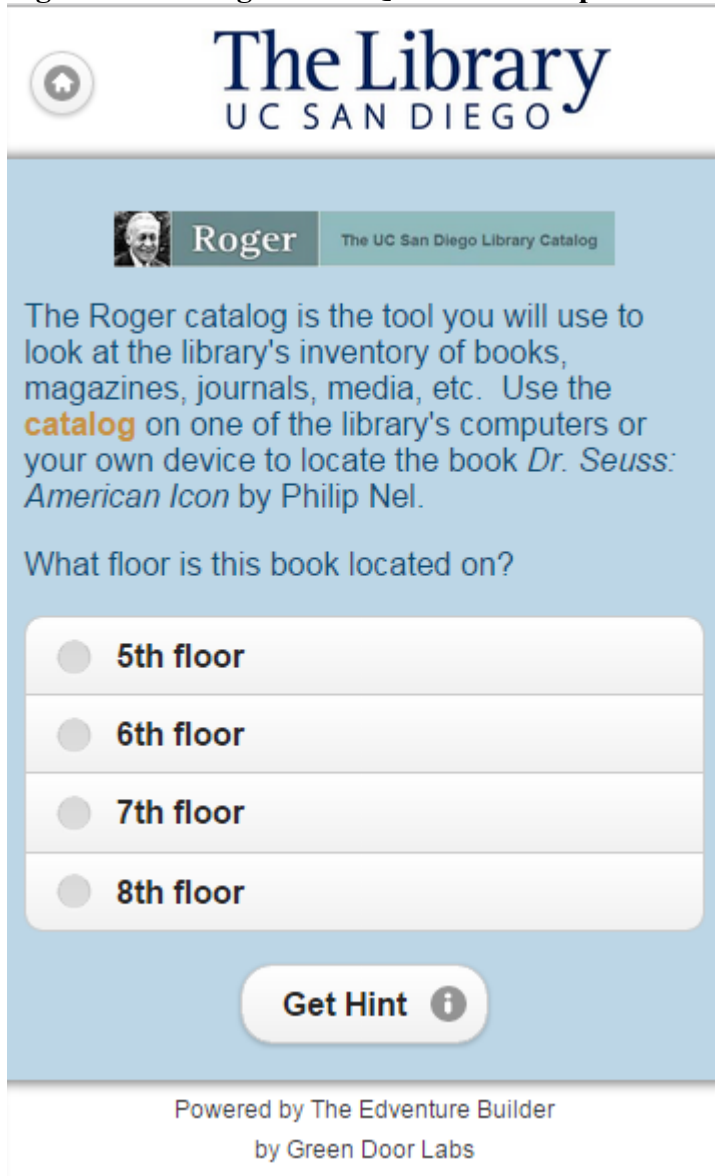 The Library
UC SAN DIEGO
Roger
The UC San Diego Library Catalog
The Roger catalog is the tool you will use to
look at the library's inventory of books,
magazines, journals, media, etc.  Use the
catalog on one of the library's computers or
your own device to locate the book Dr. Seuss:
American Icon by Philip Nel.
What floor is this book located on?
5th floor
6th floor
7th floor
8th floor
Get Hint
Powered by The Edventure Builder
by Green Door Labs